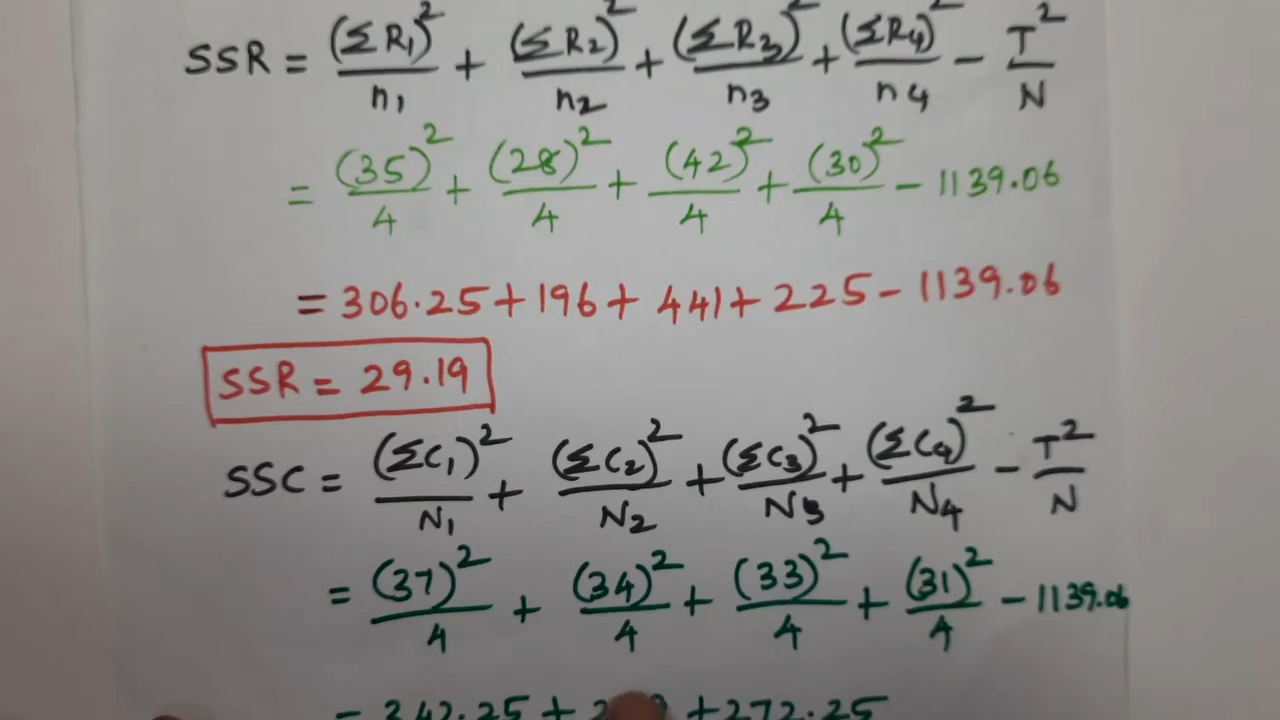 SSR = (ΣR₁)²/n₁ + (ΣR₂)²/n₂ + (ΣR₃)²/n₃ + (ΣR₄)²/n₄ − T²/N
= (35)²/4 + (28)²/4 + (42)²/4 + (30)²/4 − 1139.06
= 306.25 + 196 + 441 + 225 − 1139.06
SSR = 29.19
SSC = (ΣC₁)²/N₁ + (ΣC₂)²/N₂ + (ΣC₃)²/N₃ + (ΣC₄)²/N₄ − T²/N
= (37)²/4 + (34)²/4 + (33)²/4 + (31)²/4 − 1139.06
= 342.25 + + 272.25